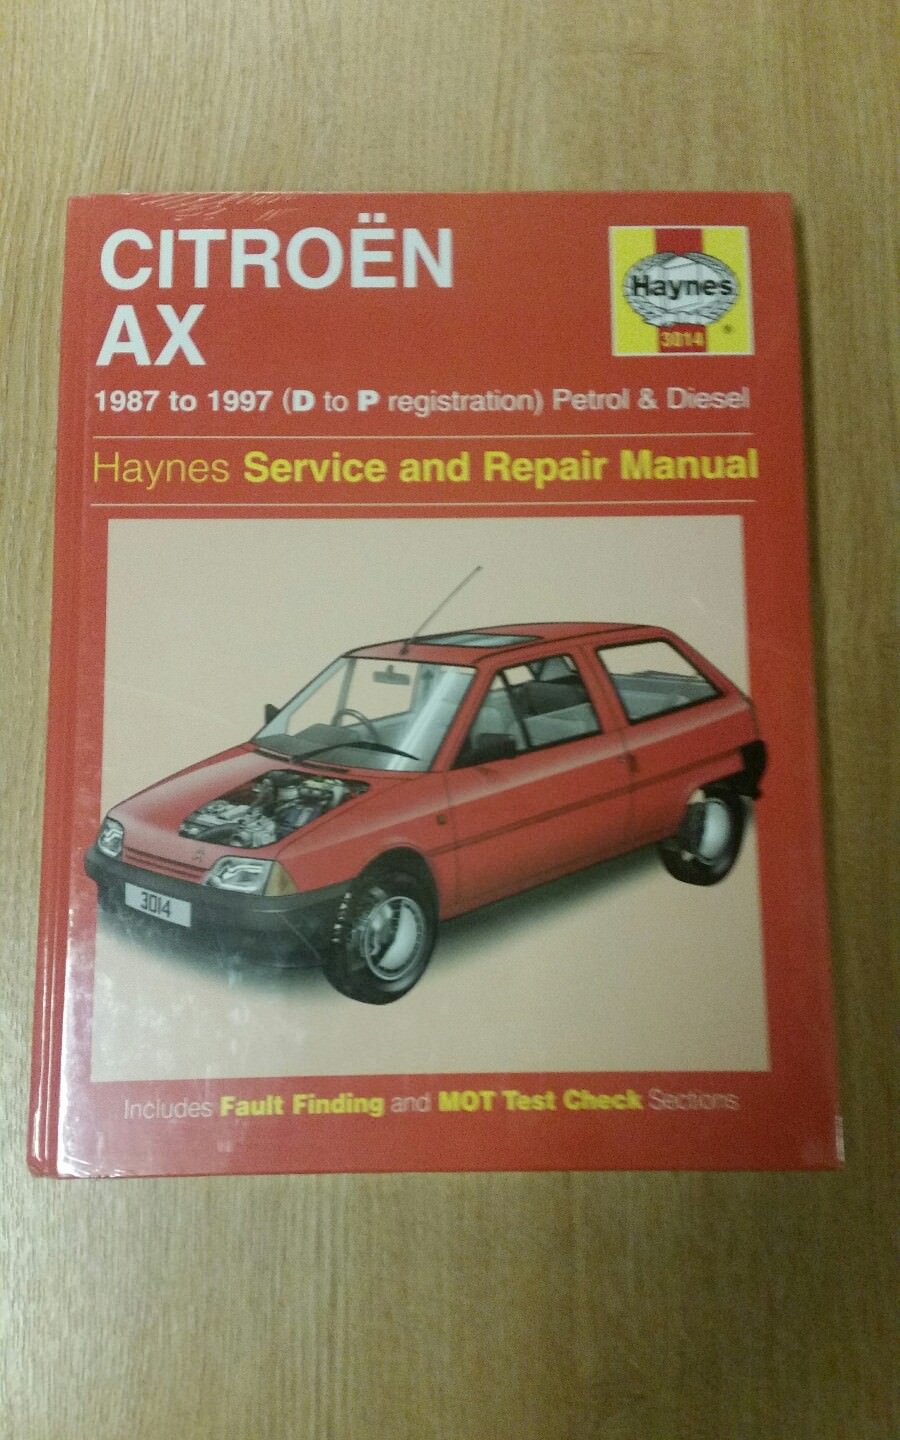 CITROËN
AX
Haynes
3014
®
1987 to 1997 (D to P registration) Petrol & Diesel
Haynes Service and Repair Manual
3014
Includes Fault Finding and MOT Test Check Sections